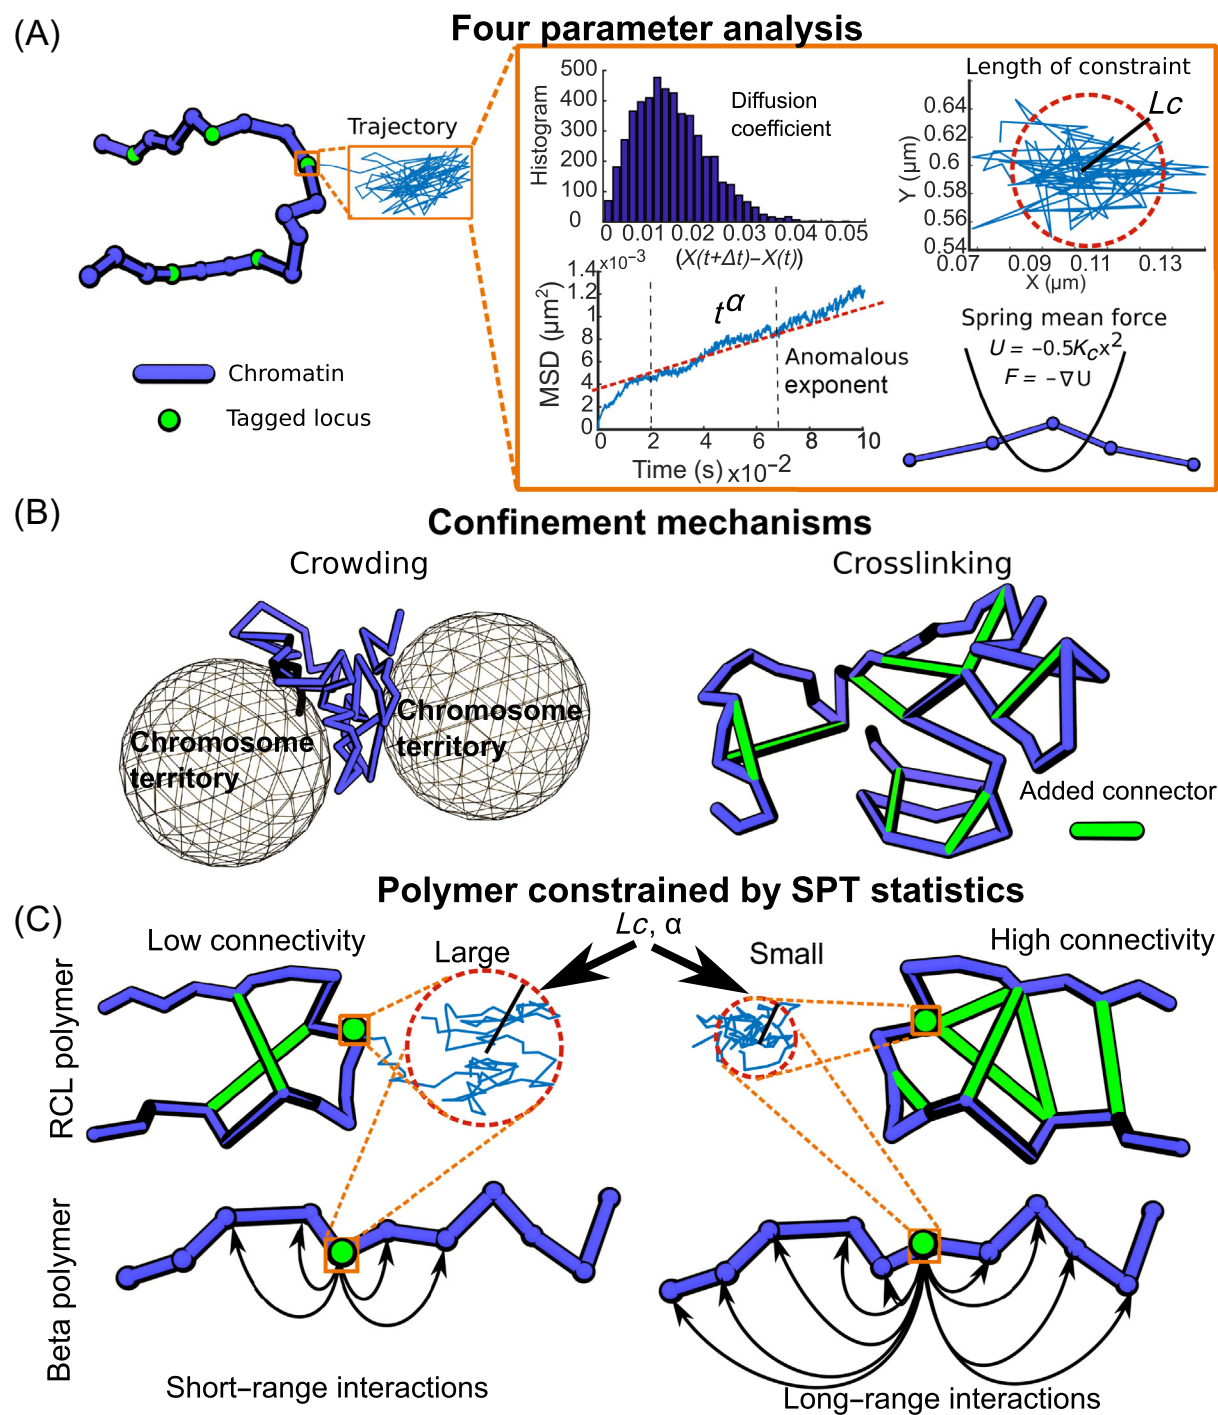 (A)
Four parameter analysis
Trajectory
Chromatin
Tagged locus
Histogram
500
400
300
200
100
0
0 0.01 0.02 0.03 0.04 0.05
(X(t+Δt)−X(t))
Diffusion
coefficient
Length of constraint
Lc
Y (µm)
0.64
0.62
0.6
0.58
0.56
0.54
0.07 0.09 0.11 0.13
X (µm)
×10⁻³
MSD (µm²)
1.4
1.2
1
8
6
4
2
0
0 2 4 6 8 10
Time (s) x10⁻²
t^α
Anomalous
exponent
Spring mean force
U = −0.5K_c x²
F = −∇U
(B)
Confinement mechanisms
Crowding
Chromosome
territory
Chromosome
territory
Crosslinking
Added connector
(C)
Polymer constrained by SPT statistics
Lc, α
Low connectivity
Large
Small
High connectivity
RCL polymer
Beta polymer
Short−range interactions
Long−range interactions